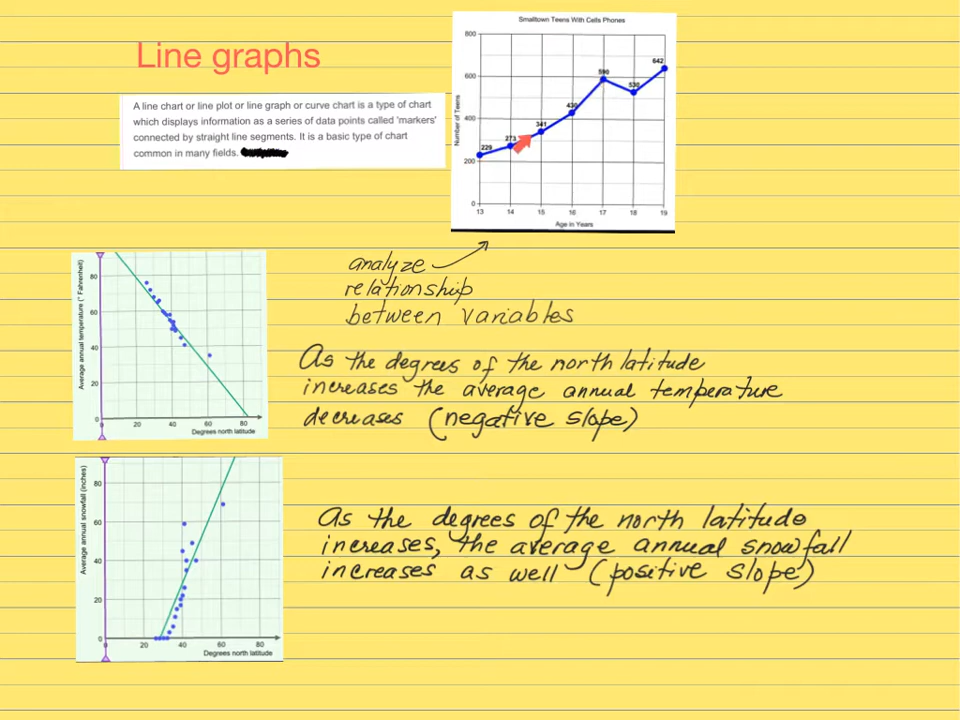 Line graphs
A line chart or line plot or line graph or curve chart is a type of chart
which displays information as a series of data points called 'markers'
connected by straight line segments. It is a basic type of chart
common in many fields.
Smalltown Teens With Cells Phones
Number of Teens
800
600
400
200
0
229
273
341
430
590
530
642
13 14 15 16 17 18 19
Age in Years
analyze
relationship
between variables
Average annual temperature (° Fahrenheit)
80
60
40
20
0
0 20 40 60 80
Degrees north latitude
As the degrees of the north latitude
increases the average annual temperature
decreases (negative slope)
Average annual snowfall (inches)
80
60
40
20
0
0 20 40 60 80
Degrees north latitude
As the degrees of the north latitude
increases, the average annual snowfall
increases as well (positive slope)